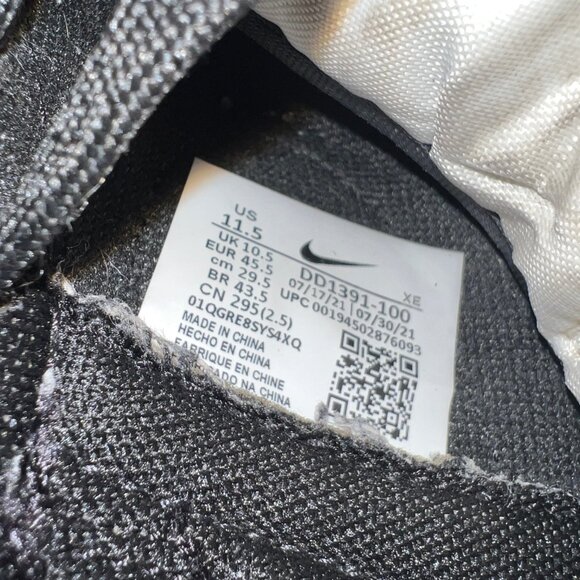 US
11.5
UK 10.5
EUR 45.5
cm 29.5
BR 43.5
CN 295(2.5)
01QGRE8SYS4XQ
MADE IN CHINA
HECHO EN CHINA
FABRIQUE EN CHINE
NA CHINA
XE
DD1391-100
07/17/21 | 07/30/21
UPC 00194502876093